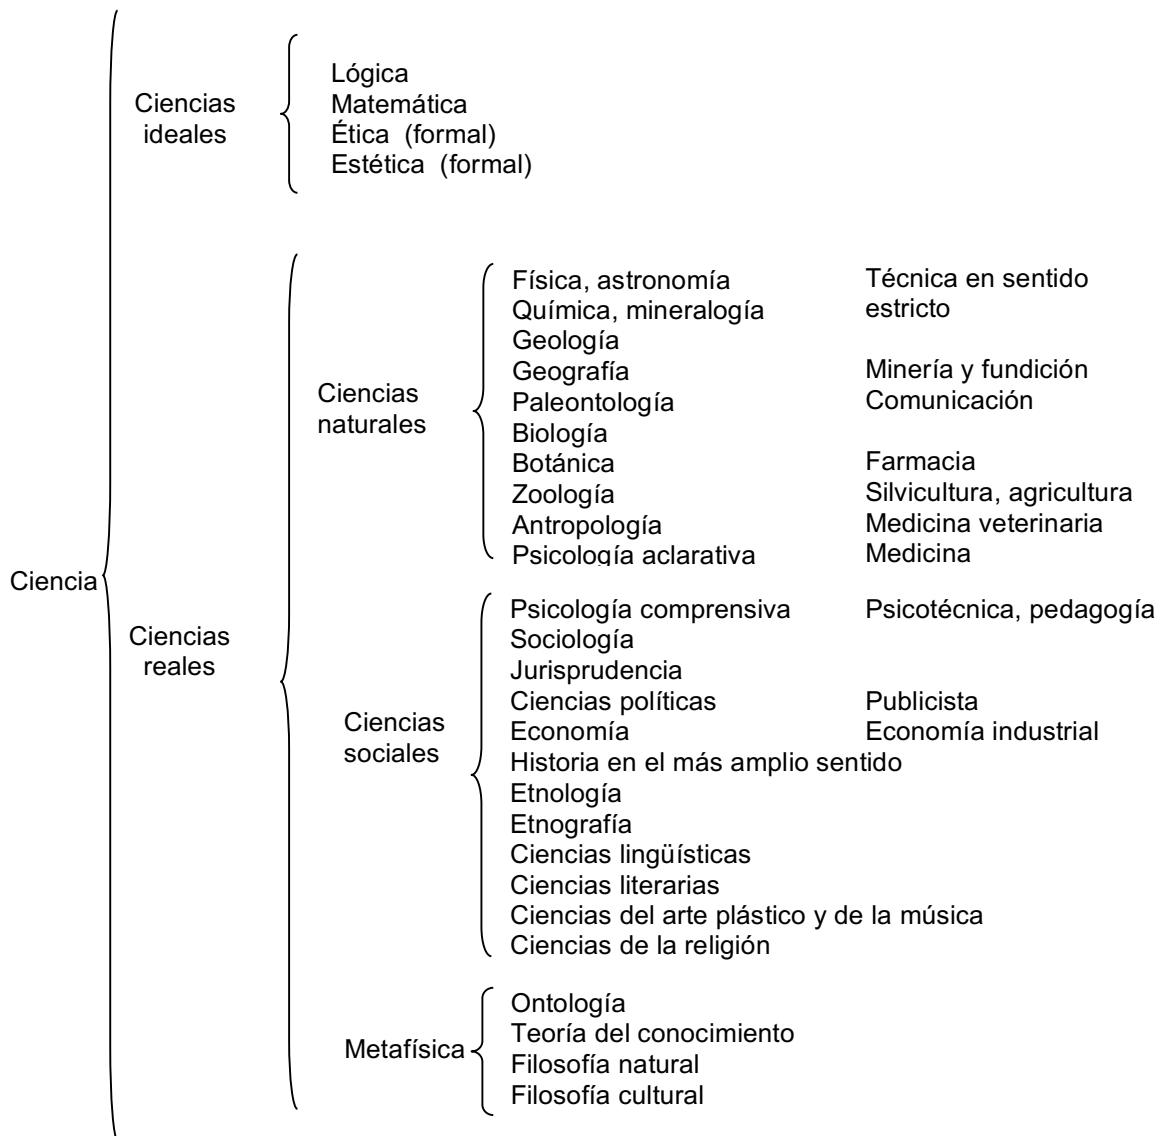 Lógica
Ciencias
Matemática
ideales
Ética (formal)
Estética (formal)
Física, astronomía
Técnica en sentido
Química, mineralogía
estricto
Geología
Geografía
Minería y fundición
Ciencias
naturales
Paleontología
Comunicación
Biología
Botánica
Farmacia
Zoología
Silvicultura, agricultura
Antropología
Medicina veterinaria
Psicología aclarativa
Medicina
Ciencia
Psicología comprensiva
Psicotécnica, pedagogía
Ciencias
reales
Sociología
Jurisprudencia
Ciencias políticas
Publicista
Ciencias
sociales
Economía
Economía industrial
Historia en el más amplio sentido
Etnología
Etnografía
Ciencias lingüísticas
Ciencias literarias
Ciencias del arte plástico y de la música
Ciencias de la religión
Ontología
Teoría del conocimiento
Metafísica
Filosofía natural
Filosofía cultural